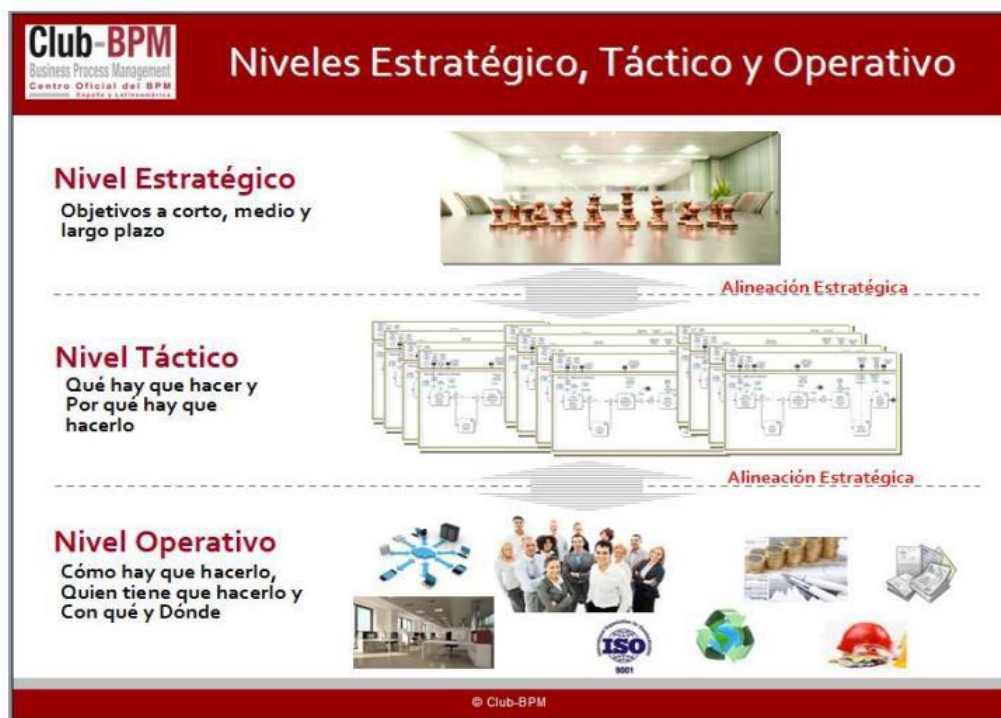 Club-BPM
Business Process Management
Centro Oficial del BPM
España y Latinoamérica
Niveles Estratégico, Táctico y Operativo
Nivel Estratégico
Objetivos a corto, medio y
largo plazo
Alineación Estratégica
Nivel Táctico
Qué hay que hacer y
Por qué hay que
hacerlo
Alineación Estratégica
Nivel Operativo
Cómo hay que hacerlo,
Quien tiene que hacerlo y
Con qué y Dónde
ISO
9001
© Club-BPM